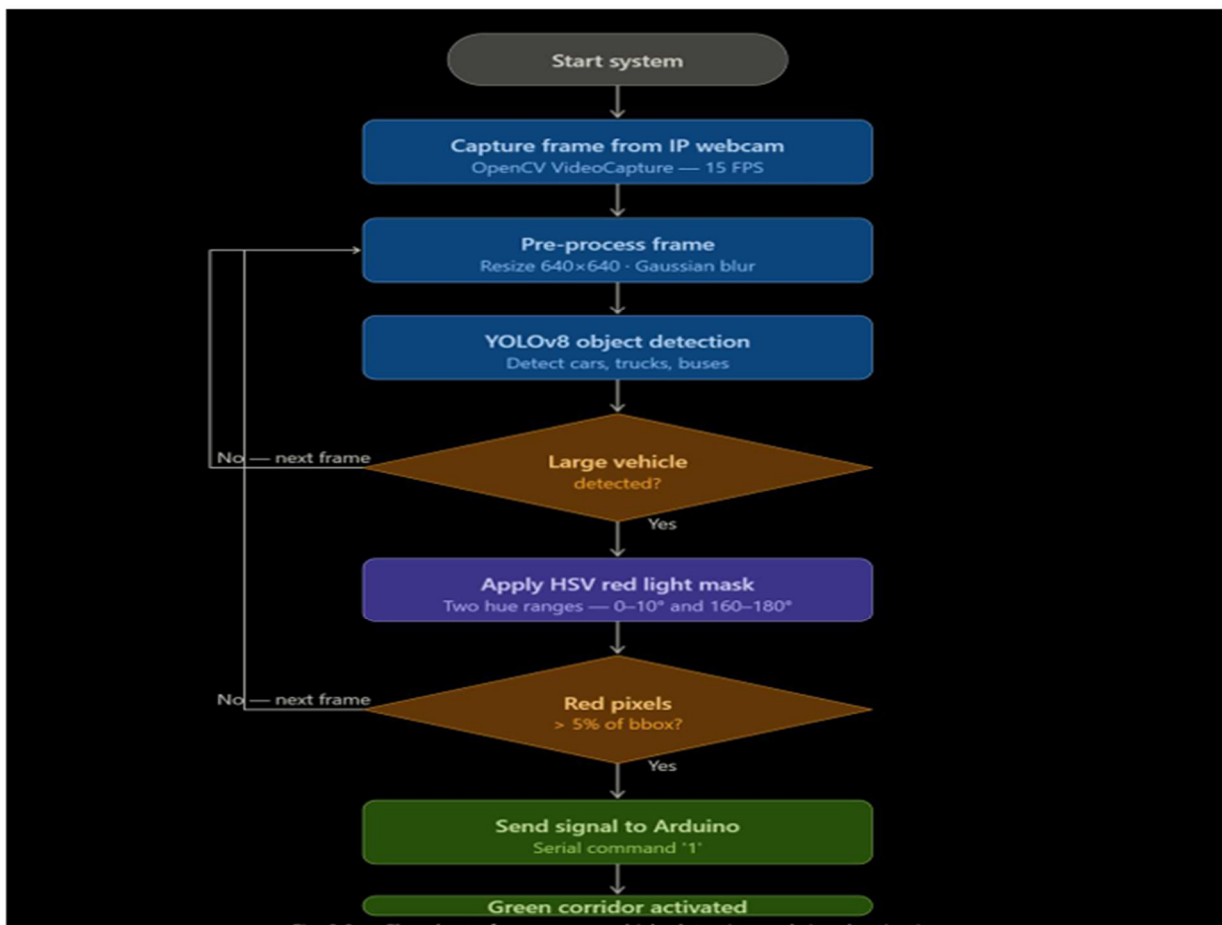 Start system
Capture frame from IP webcam
OpenCV VideoCapture — 15 FPS
Pre-process frame
Resize 640×640 · Gaussian blur
YOLOv8 object detection
Detect cars, trucks, buses
Large vehicle
detected?
No — next frame
Yes
Apply HSV red light mask
Two hue ranges — 0–10° and 160–180°
Red pixels
> 5% of bbox?
No — next frame
Yes
Send signal to Arduino
Serial command '1'
Green corridor activated